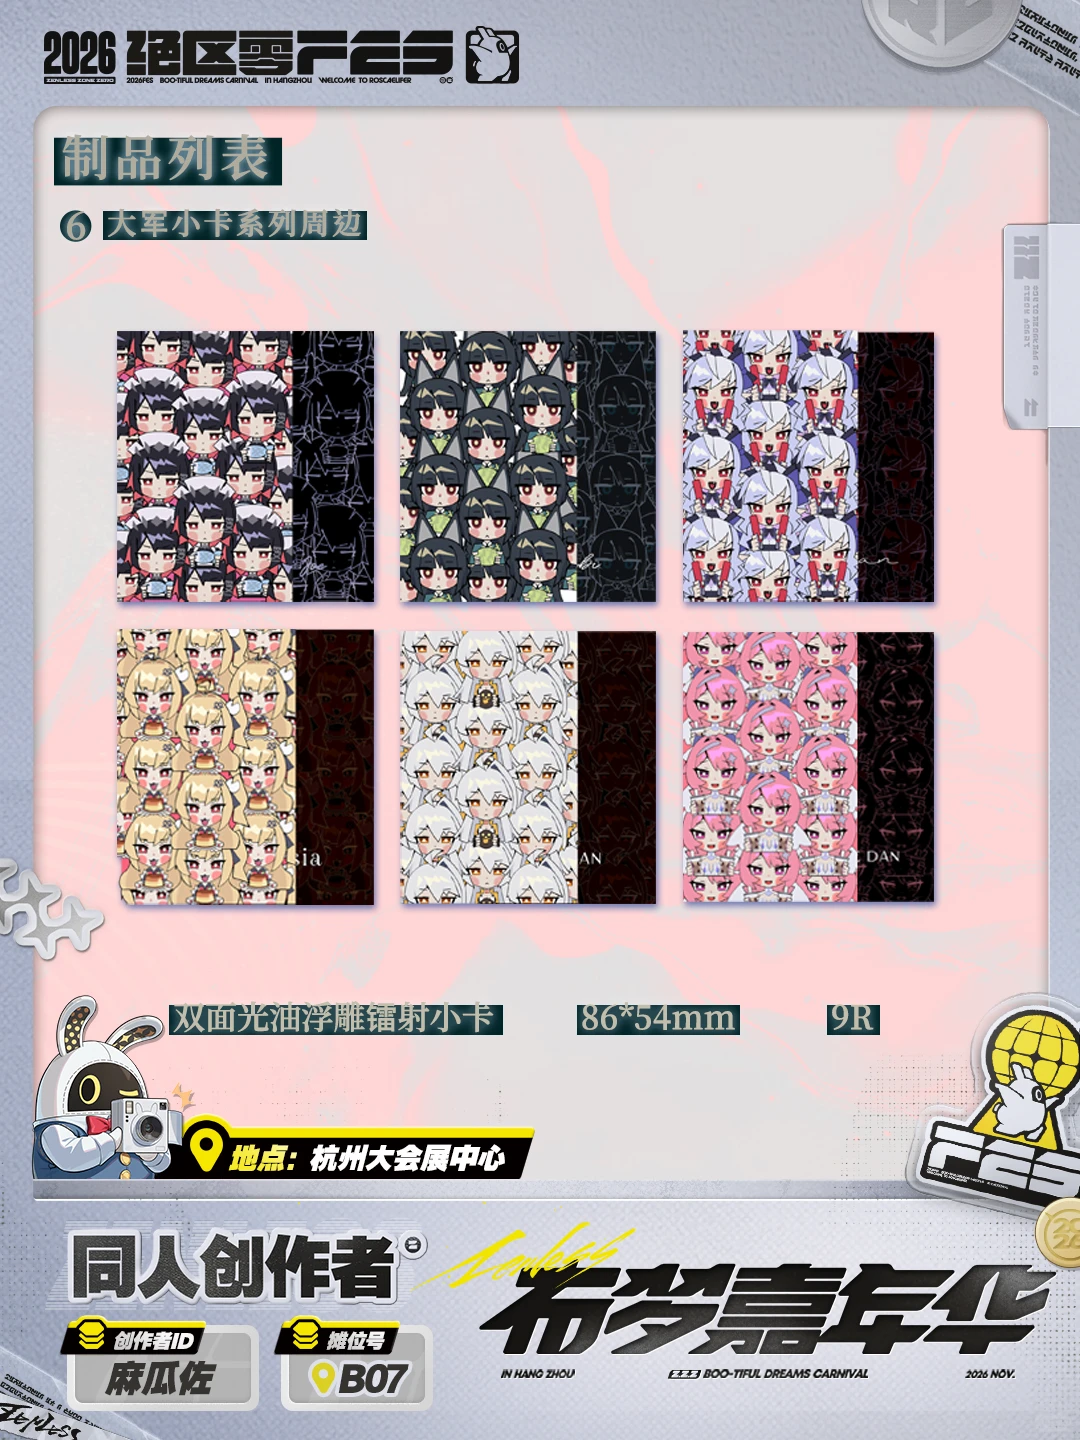 2026 绝区零FES
ZENLESS ZONE ZERO 2026FES BOO-TIFUL DREAMS CARNIVAL IN HANGZHOU WELCOME TO ROSCAELIFER
制品列表
6 大军小卡系列周边
sia
DAN
DAN
双面光油浮雕镭射小卡 86*54mm 9R
地点：杭州大会展中心
FES
同人创作者
Zenless
布梦嘉年华
创作者ID
麻瓜佐
摊位号
B07
IN HANG ZHOU
BOO-TIFUL DREAMS CARNIVAL
2026 NOV.